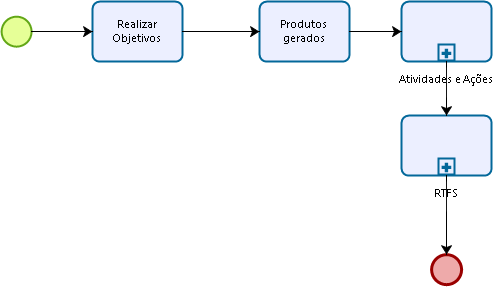 Realizar
Objetivos
Produtos
gerados
Atividades e Ações
RTFS